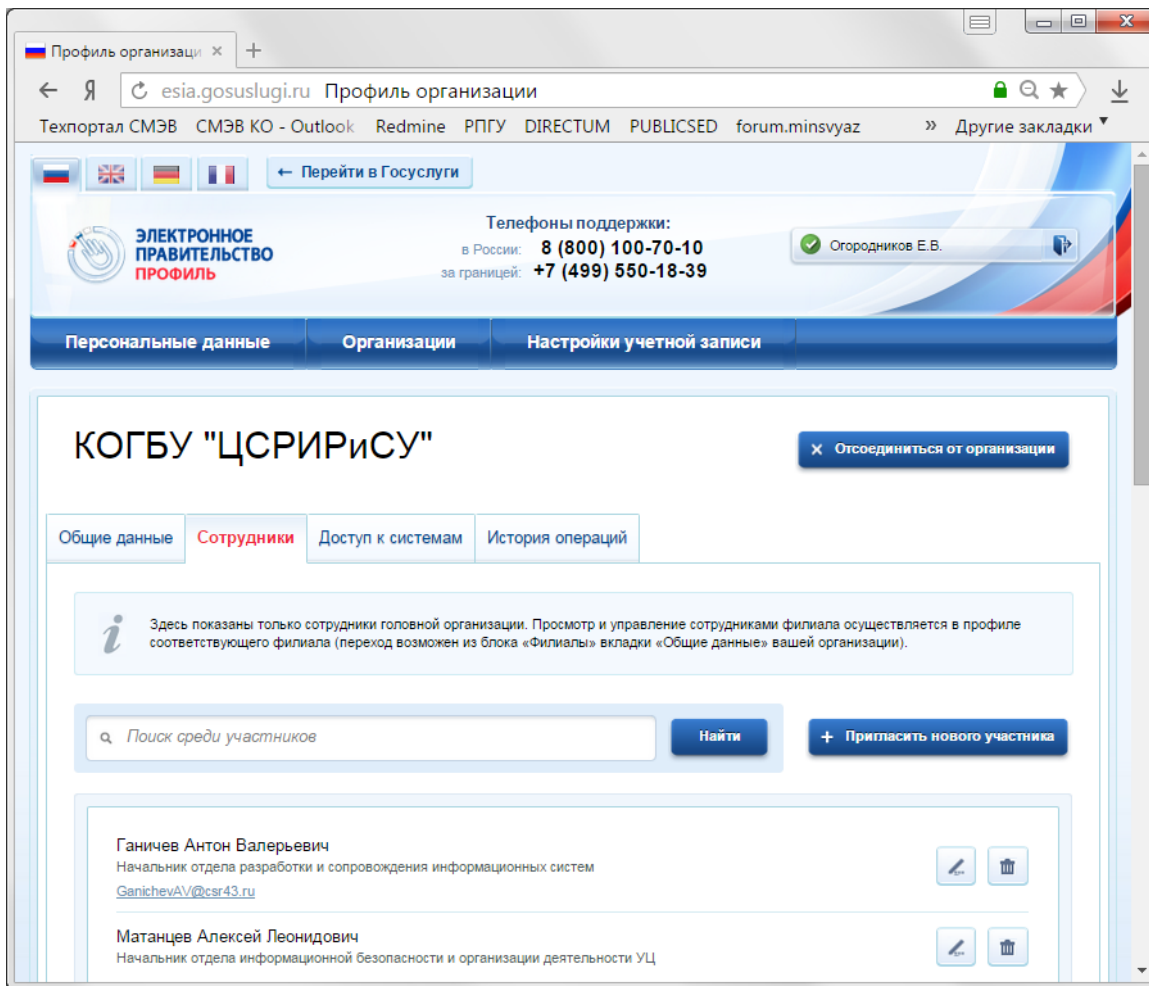 Профиль организаци
esia.gosuslugi.ru Профиль организации
Техпортал СМЭВ СМЭВ КО - Outlook Redmine РПГУ DIRECTUM PUBLICSED forum.minsvyaz » Другие закладки
← Перейти в Госуслуги
ЭЛЕКТРОННОЕ
ПРАВИТЕЛЬСТВО
ПРОФИЛЬ
Телефоны поддержки:
в России: 8 (800) 100-70-10
за границей: +7 (499) 550-18-39
Огородников Е.В.
Персональные данные Организации Настройки учетной записи
КОГБУ "ЦСРИРиСУ"
Отсоединиться от организации
Общие данные Сотрудники Доступ к системам История операций
Здесь показаны только сотрудники головной организации. Просмотр и управление сотрудниками филиала осуществляется в профиле
соответствующего филиала (переход возможен из блока «Филиалы» вкладки «Общие данные» вашей организации).
Поиск среди участников
Найти
+ Пригласить нового участника
Ганичев Антон Валерьевич
Начальник отдела разработки и сопровождения информационных систем
GanichevAV@csr43.ru
Матанцев Алексей Леонидович
Начальник отдела информационной безопасности и организации деятельности УЦ